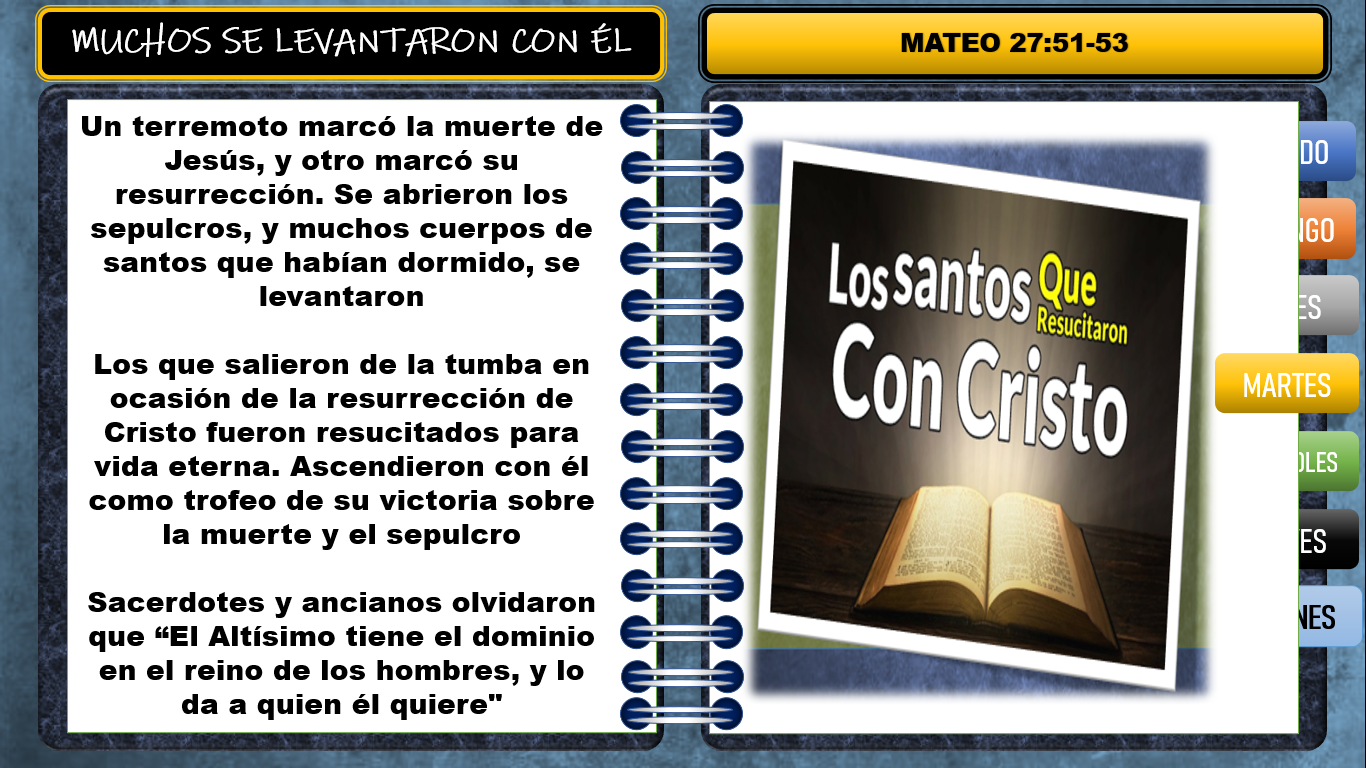 MUCHOS SE LEVANTARON CON ÉL
MATEO 27:51-53
Un terremoto marcó la muerte de
Jesús, y otro marcó su
resurrección. Se abrieron los
sepulcros, y muchos cuerpos de
santos que habían dormido, se
levantaron
Los que salieron de la tumba en
ocasión de la resurrección de
Cristo fueron resucitados para
vida eterna. Ascendieron con él
como trofeo de su victoria sobre
la muerte y el sepulcro
Sacerdotes y ancianos olvidaron
que “El Altísimo tiene el dominio
en el reino de los hombres, y lo
da a quien él quiere"
Los santos Que
Resucitaron
Con Cristo
DO
NGO
ES
MARTES
OLES
ES
NES